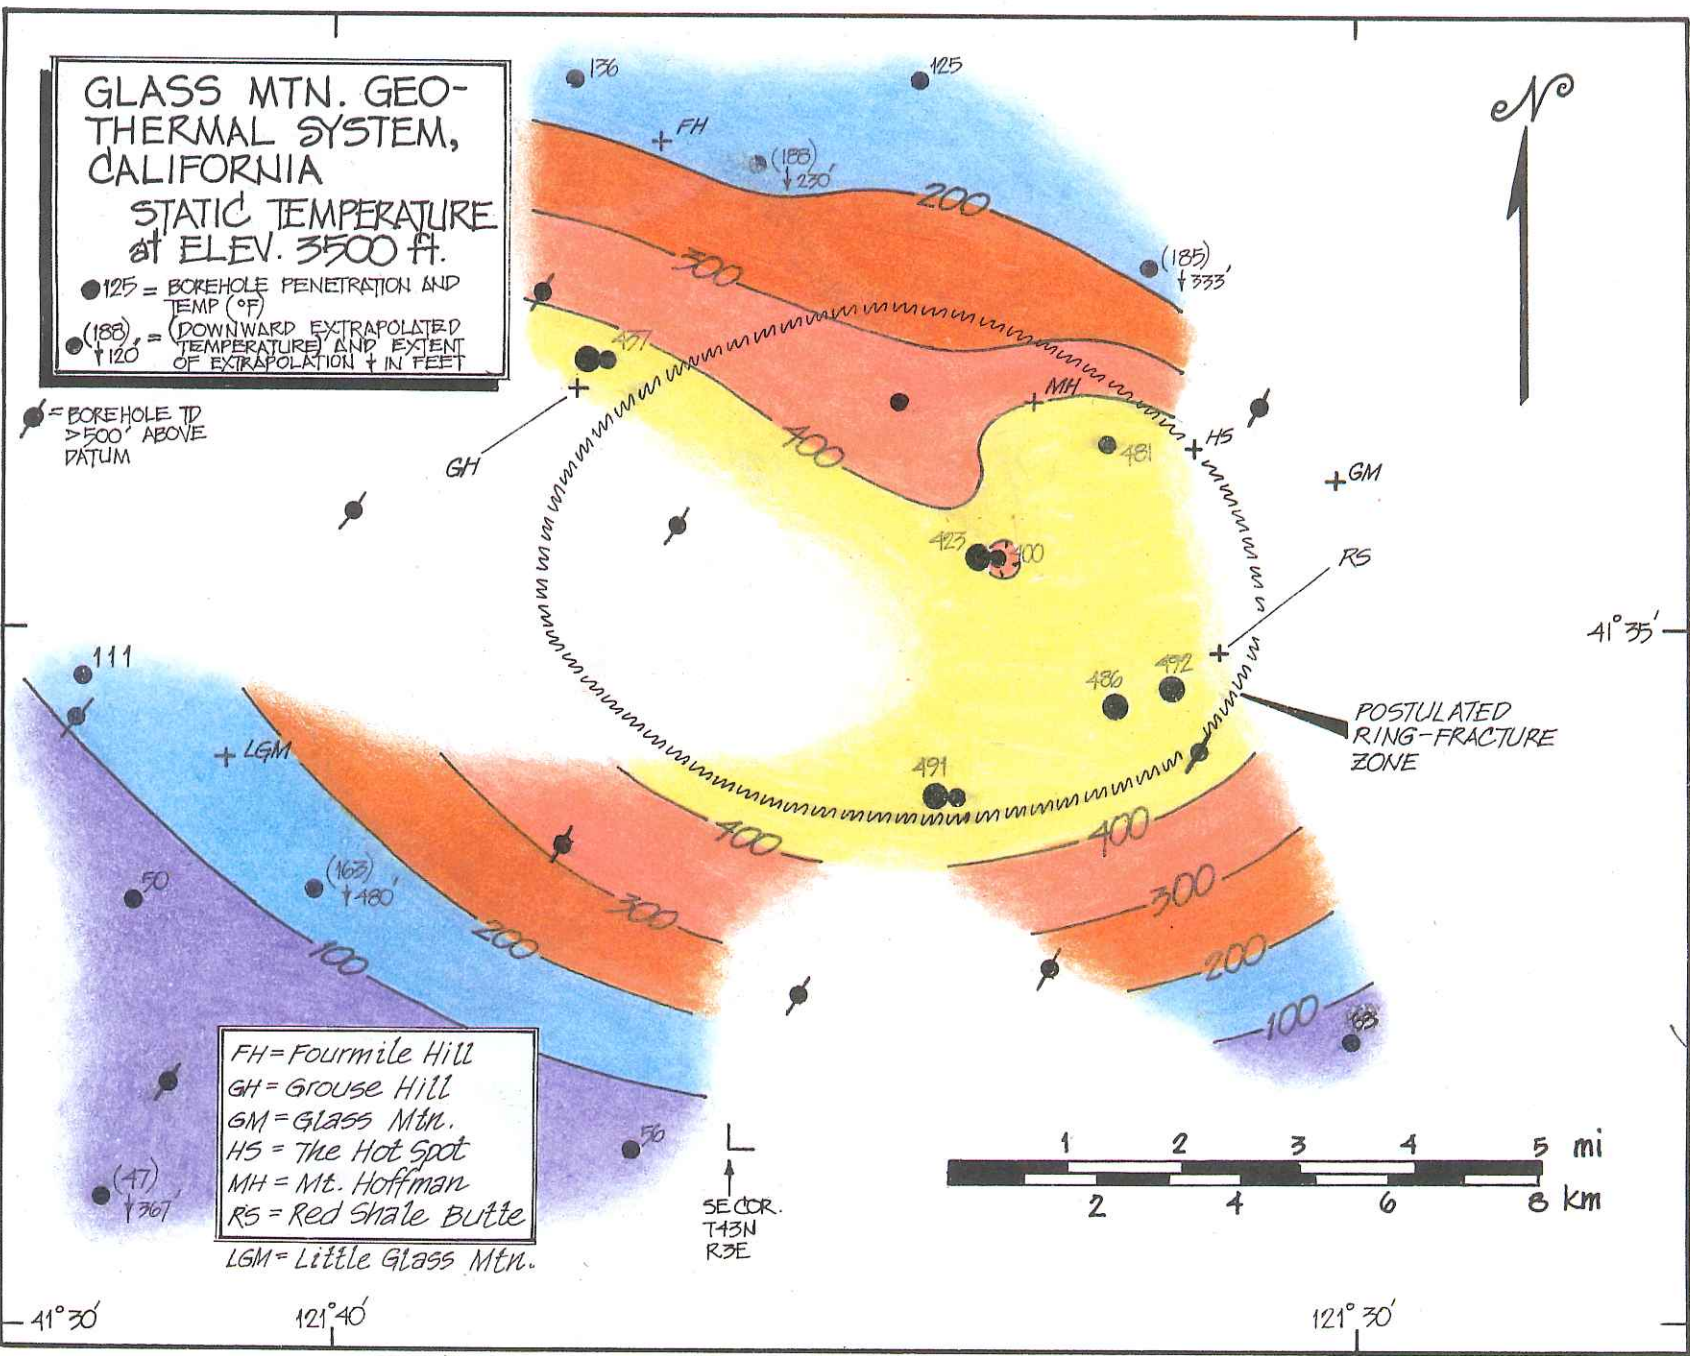 GLASS MTN. GEO-
THERMAL SYSTEM,
CALIFORNIA
STATIC TEMPERATURE
at ELEV. 3500 ft.
125 = BOREHOLE PENETRATION AND
TEMP (°F)
(188) = (DOWNWARD EXTRAPOLATED
↓120' TEMPERATURE) AND EXTENT
OF EXTRAPOLATION ↓ IN FEET
= BOREHOLE TD
>500' ABOVE
DATUM
N
136
125
FH
(188)
↓230'
200
(185)
↓333'
300
437
MH
400
481
HS
GM
GH
423
400
RS
41°35'
111
492
486
LGM
POSTULATED
RING-FRACTURE
ZONE
491
400
400
(163)
↓480'
50
300
300
200
200
100
100
FH = Fourmile Hill
GH = Grouse Hill
GM = Glass Mtn.
HS = The Hot Spot
MH = Mt. Hoffman
RS = Red Shale Butte
LGM = Little Glass Mtn.
56
(47)
↓367'
SE COR.
T43N
R3E
1 2 3 4 5 mi
2 4 6 8 km
41°30'
121°40'
121°30'